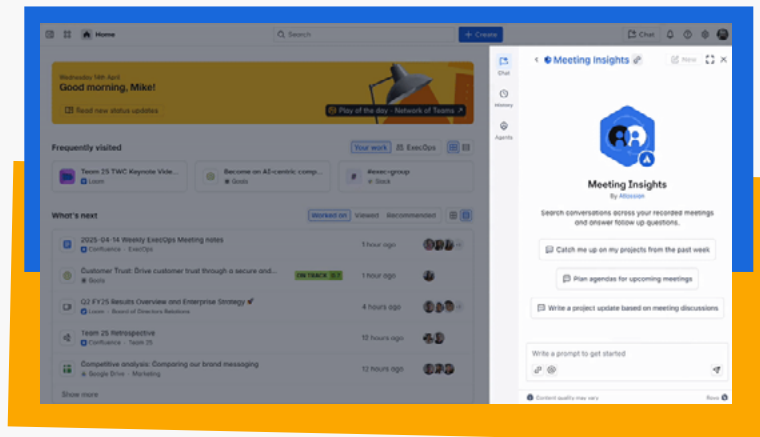 Home
Search
+ Create
Chat
Wednesday 14th April
Good morning, Mike!
Read new status updates
Play of the day - Network of Teams
Frequently visited
Your work
ExecOps
Team 25 TWC Keynote Vide...
Loom
Become on AI-centric comp...
Goals
#exec-group
Slack
What's next
Worked on
Viewed
Recommended
2025-04-14 Weekly ExecOps Meeting notes
Confluence · ExecOps
1 hour ago
Customer Trust: Drive customer trust through a secure and...
Goals
ON TRACK
1 hour ago
Q2 FY25 Results Overview and Enterprise Strategy 🚀
Loom · Board of Directors Relations
4 hours ago
Team 25 Retrospective
Confluence · Team 25
12 hours ago
Competitive analysis: Comparing our brand messaging
Google Drive · Marketing
12 hours ago
Show more
Chat
History
Agents
Meeting Insights
New
Meeting Insights
By Atlassian
Search conversations across your recorded meetings
and answer follow up questions.
Catch me up on my projects from the past week
Plan agendas for upcoming meetings
Write a project update based on meeting discussions
Write a prompt to get started
Content quality may vary
Rovo